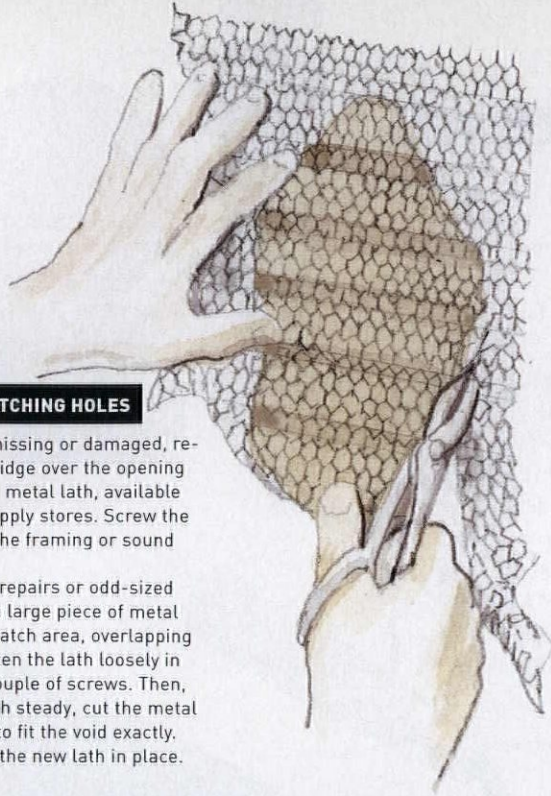 TCHING HOLES
issing or damaged, re-
idge over the opening
metal lath, available
pply stores. Screw the
he framing or sound
repairs or odd-sized
large piece of metal
atch area, overlapping
en the lath loosely in
ouple of screws. Then,
h steady, cut the metal
to fit the void exactly.
the new lath in place.